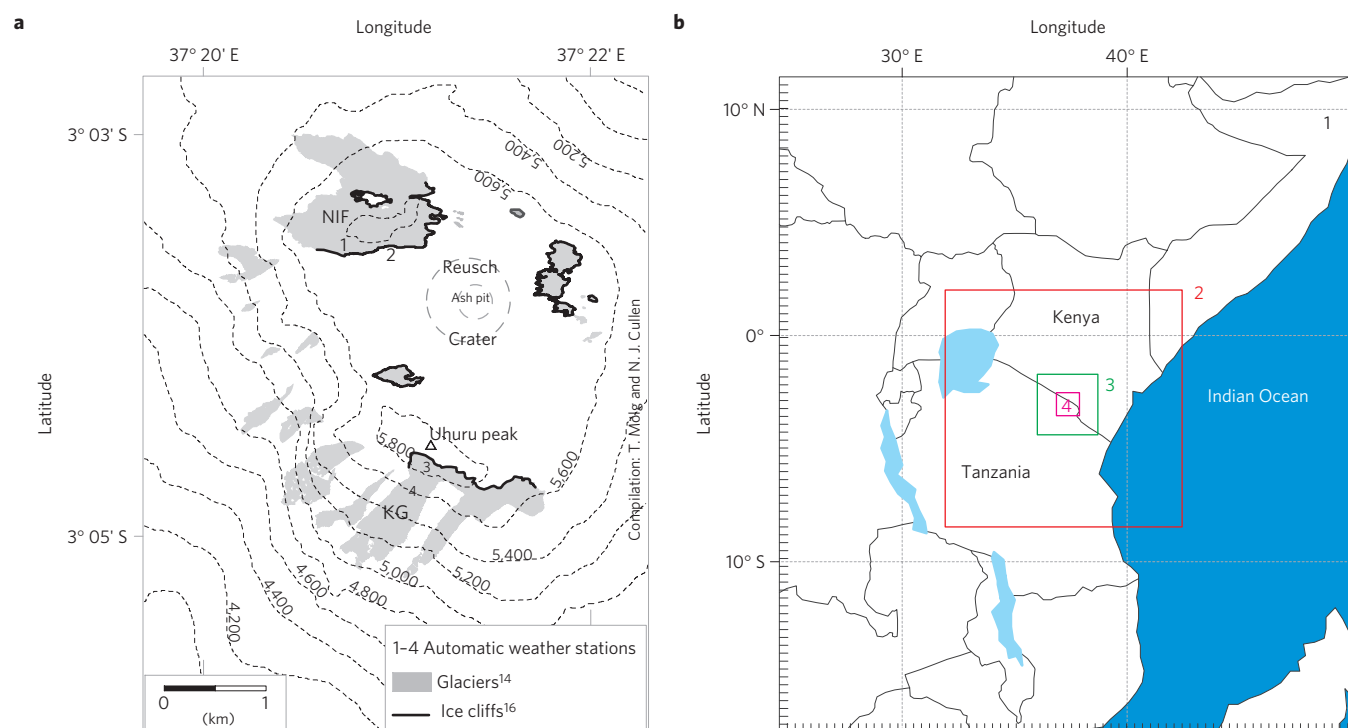 a
Longitude
37° 20' E
37° 22' E
3° 03' S
3° 05' S
Latitude
5,200
5,400
5,600
NIF
1
2
Reusch
Ash pit
Crater
Uhuru peak
5,800
3
4
KG
5,600
5,400
5,200
5,000
4,800
4,600
4,400
4,200
Compilation: T. Mölg and N. J. Cullen
1–4 Automatic weather stations
Glaciers¹⁴
Ice cliffs¹⁶
0 1
(km)
b
Longitude
30° E
40° E
10° N
0°
10° S
Latitude
1
2
Kenya
3
4
Indian Ocean
Tanzania